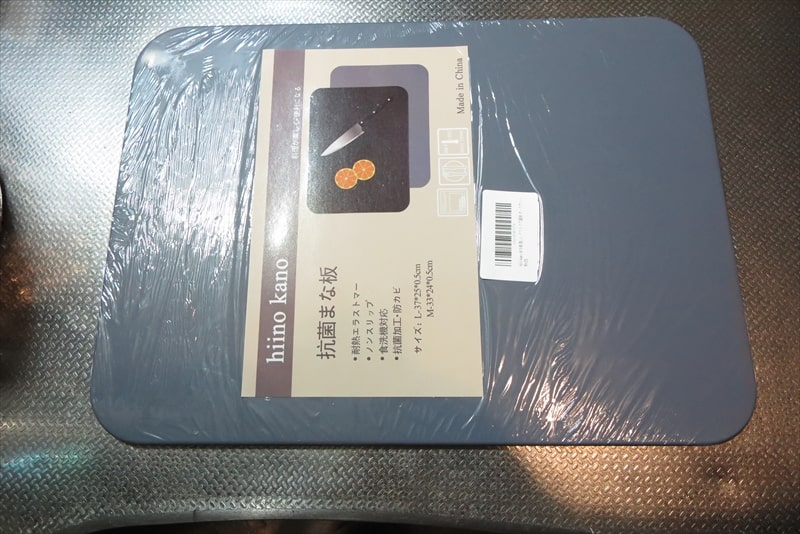 hiino kano
抗菌まな板
•耐熱エラストマー
•ノンスリップ
•食洗機対応
•抗菌加工・防カビ
サイズ：L-37*25*0.5cm
M-33*24*0.5cm
Made in China